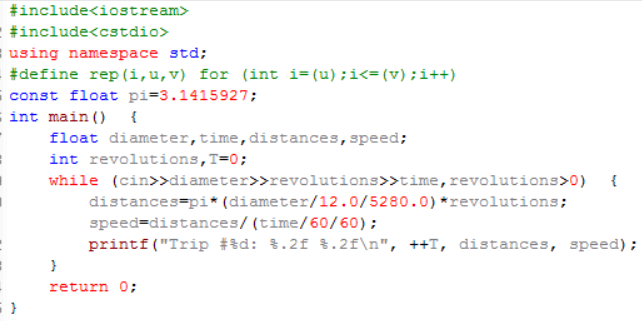 #include<iostream>
#include<cstdio>
using namespace std;
#define rep(i,u,v) for (int i=(u);i<=(v);i++)
const float pi=3.1415927;
int main()  {
    float diameter,time,distances,speed;
    int revolutions,T=0;
    while (cin>>diameter>>revolutions>>time,revolutions>0)  {
        distances=pi*(diameter/12.0/5280.0)*revolutions;
        speed=distances/(time/60/60);
        printf("Trip #%d: %.2f %.2f\n", ++T, distances, speed);
    }
    return 0;
}